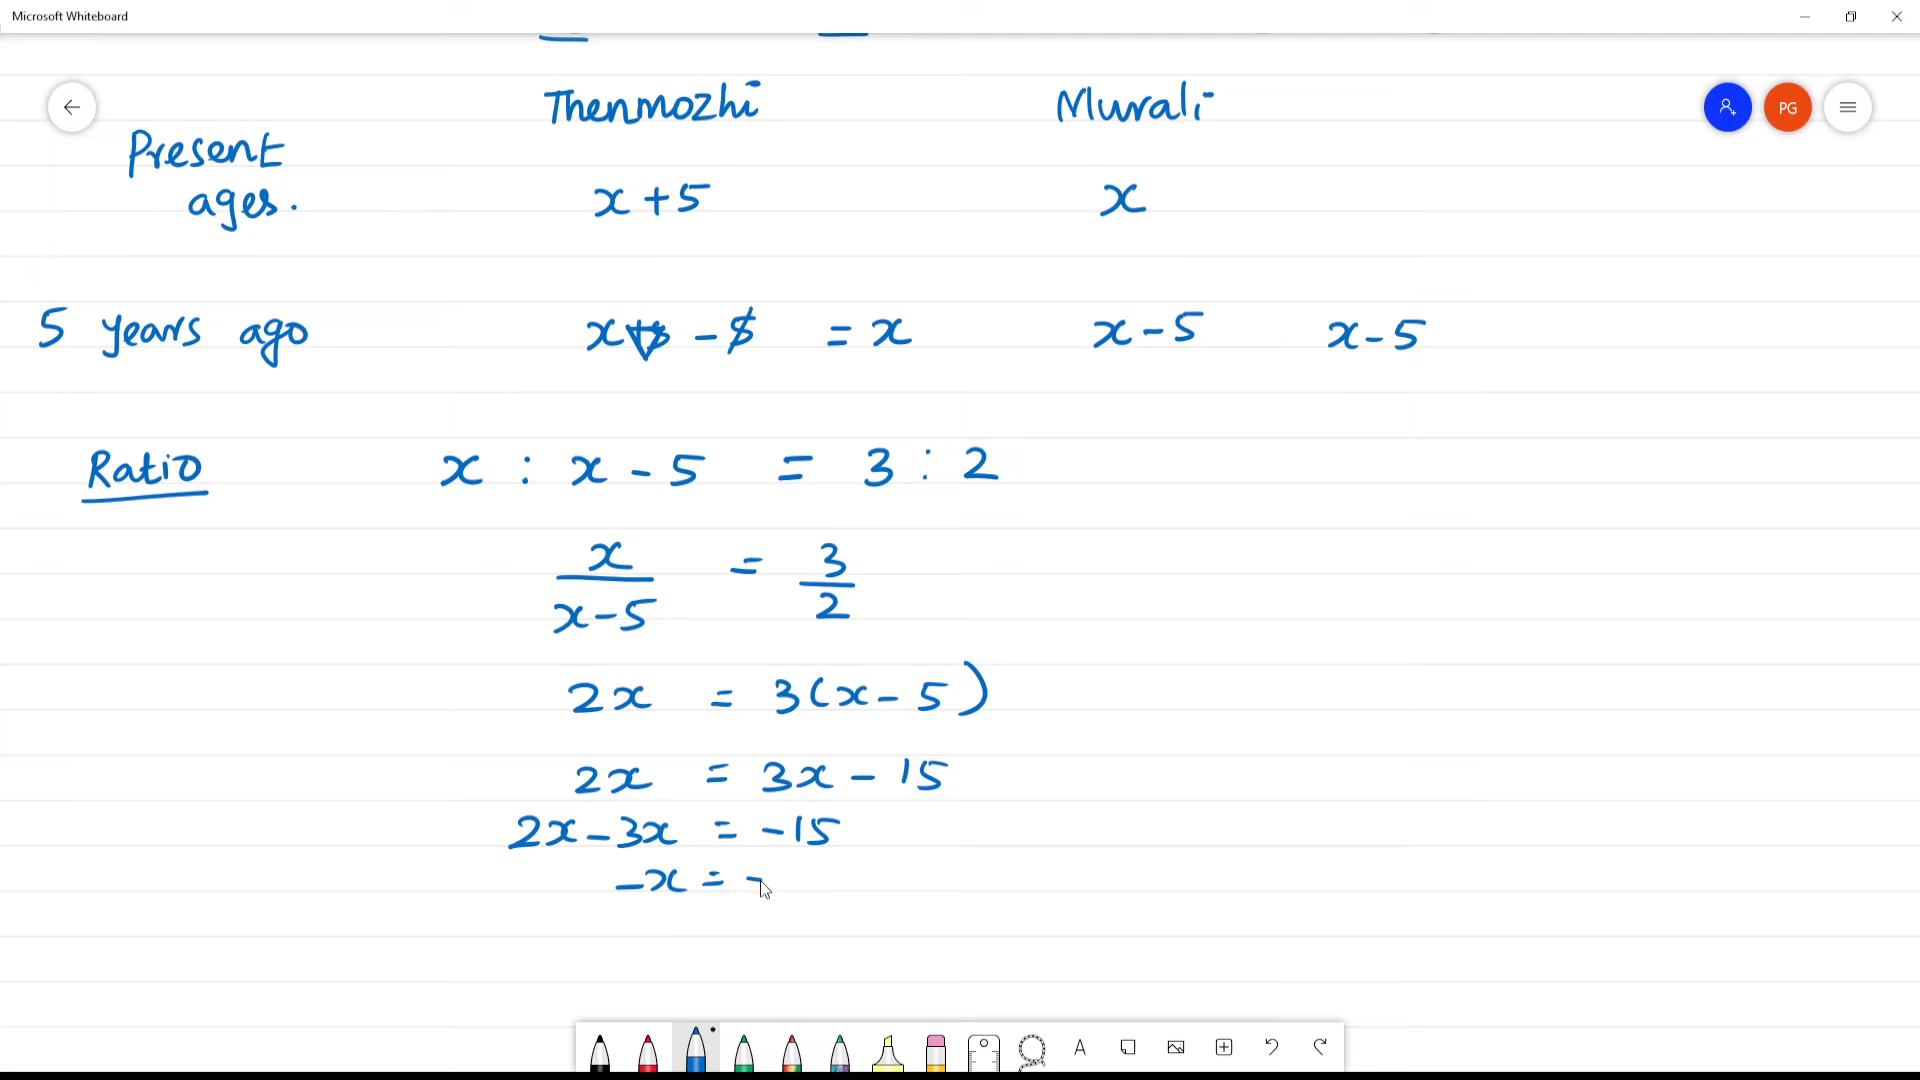 Microsoft Whiteboard
Thenmozhi Murali
Present
PG
ages. x + 5 x
5 years ago x+5 - 5 = x x - 5 x - 5
Ratio x : x - 5 = 3 : 2
x/x-5 = 3/2
2x = 3(x - 5)
2x = 3x - 15
2x - 3x = -15
-x = -
A